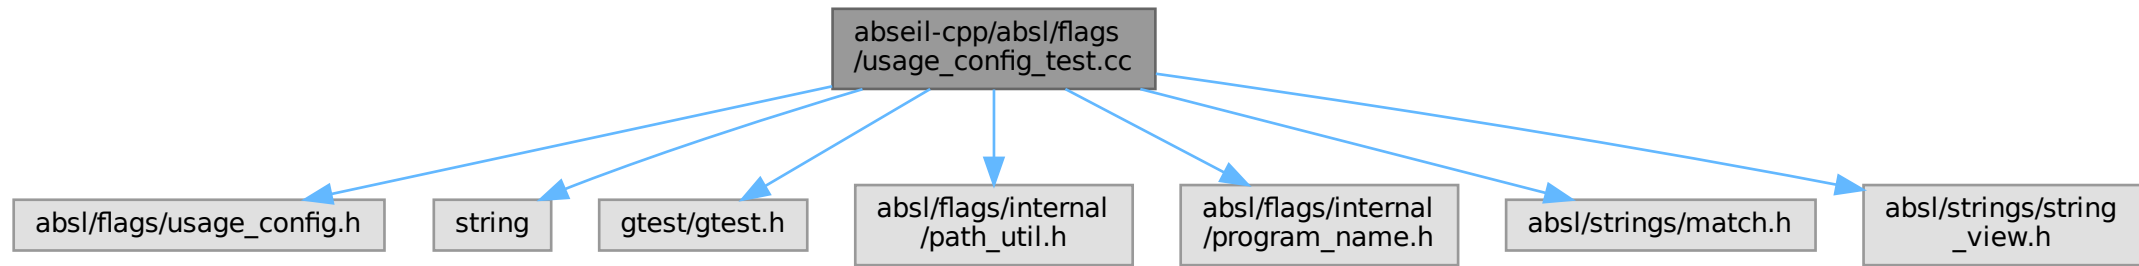 abseil-cpp/absl/flags
/usage_config_test.cc
absl/flags/usage_config.h
string
gtest/gtest.h
absl/flags/internal
/path_util.h
absl/flags/internal
/program_name.h
absl/strings/match.h
absl/strings/string
_view.h